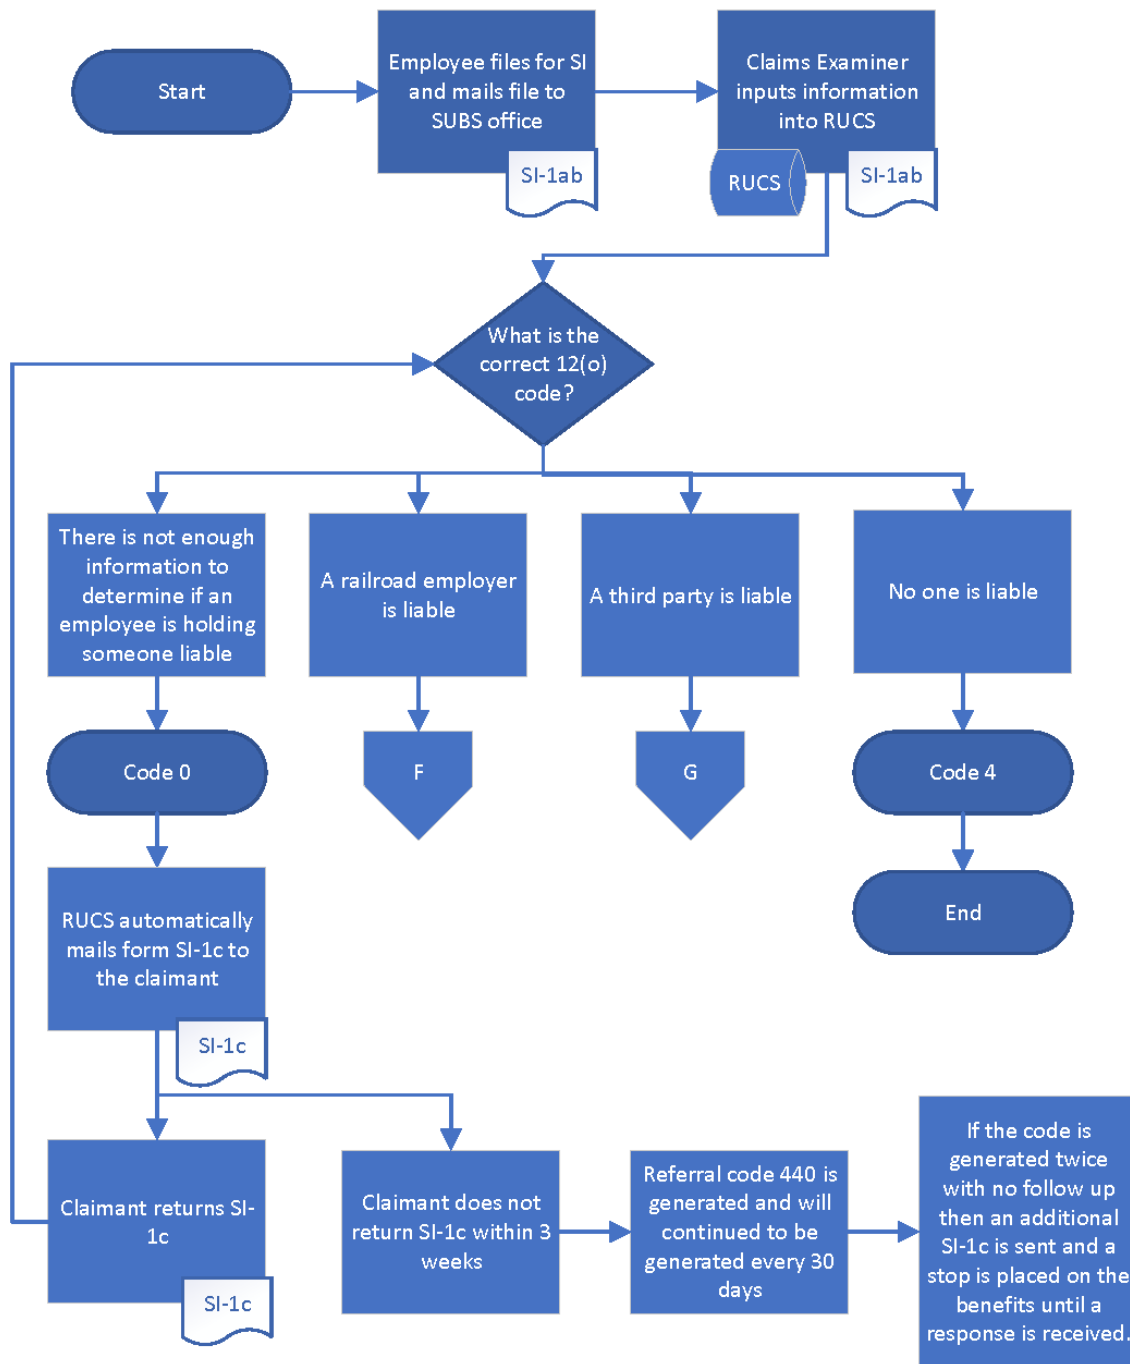 Start
Employee files for SI
and mails file to
SUBS office
SI-1ab
Claims Examiner
inputs information
into RUCS
RUCS
SI-1ab
What is the
correct 12(o)
code?
There is not enough
information to
determine if an
employee is holding
someone liable
A railroad employer
is liable
A third party is liable
No one is liable
Code 0
F
G
Code 4
End
RUCS automatically
mails form SI-1c to
the claimant
SI-1c
Claimant returns SI-
1c
SI-1c
Claimant does not
return SI-1c within 3
weeks
Referral code 440 is
generated and will
continued to be
generated every 30
days
If the code is
generated twice
with no follow up
then an additional
SI-1c is sent and a
stop is placed on the
benefits until a
response is received.